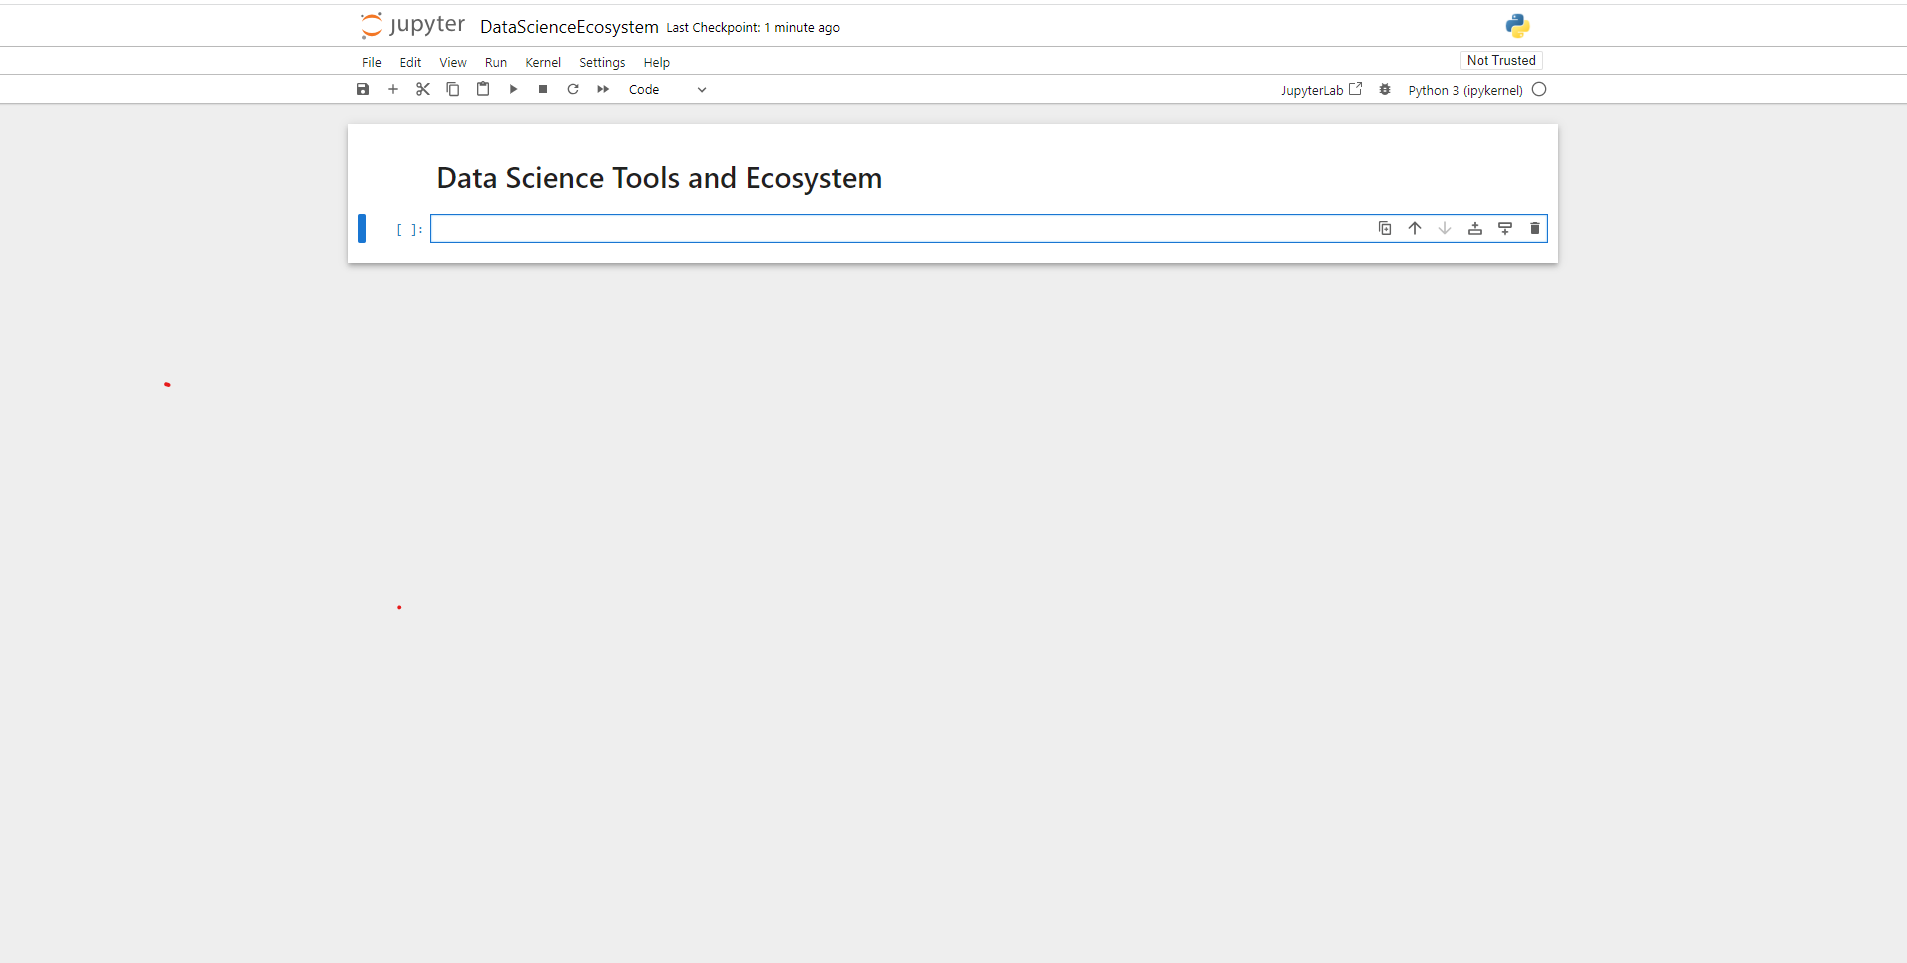 jupyter DataScienceEcosystem Last Checkpoint: 1 minute ago
File Edit View Run Kernel Settings Help Not Trusted
Code JupyterLab Python 3 (ipykernel)
Data Science Tools and Ecosystem
[ ]: